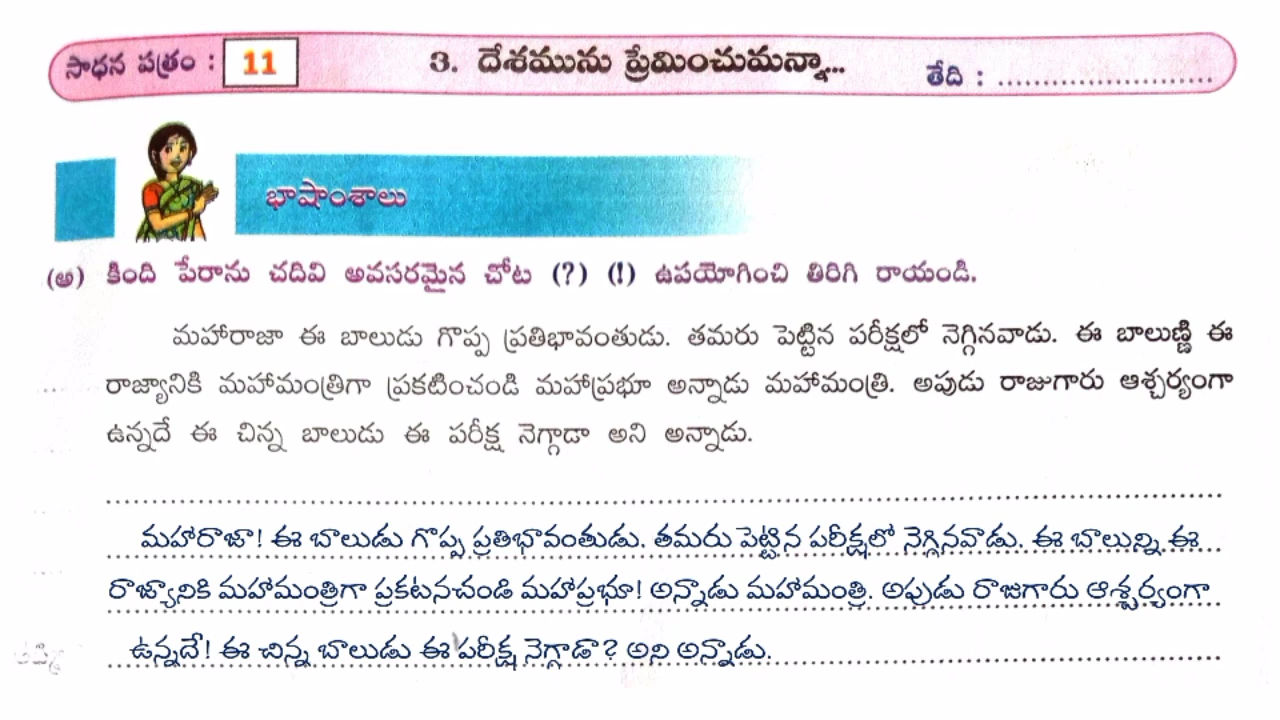 సాధన పత్రం : 11 3. దేశమును ప్రేమించుమన్నా... తేది : ........................
భాషాంశాలు
(అ) కింది పేరాను చదివి అవసరమైన చోట (?) (!) ఉపయోగించి తిరిగి రాయండి.
మహారాజా ఈ బాలుడు గొప్ప ప్రతిభావంతుడు. తమరు పెట్టిన పరీక్షలో నెగ్గినవాడు. ఈ బాలుణ్ణి ఈ
రాజ్యానికి మహామంత్రిగా ప్రకటించండి మహాప్రభూ అన్నాడు మహామంత్రి. అపుడు రాజుగారు ఆశ్చర్యంగా
ఉన్నదే ఈ చిన్న బాలుడు ఈ పరీక్ష నెగ్గాడా అని అన్నాడు.
మహారాజా! ఈ బాలుడు గొప్ప ప్రతిభావంతుడు. తమరు పెట్టిన పరీక్షలో నెగ్గినవాడు. ఈ బాలున్ని ఈ
రాజ్యానికి మహామంత్రిగా ప్రకటనచండి మహాప్రభూ! అన్నాడు మహామంత్రి. అపుడు రాజుగారు ఆశ్చర్యంగా
ఉన్నదే! ఈ చిన్న బాలుడు ఈ పరీక్ష నెగ్గాడా? అని అన్నాడు.